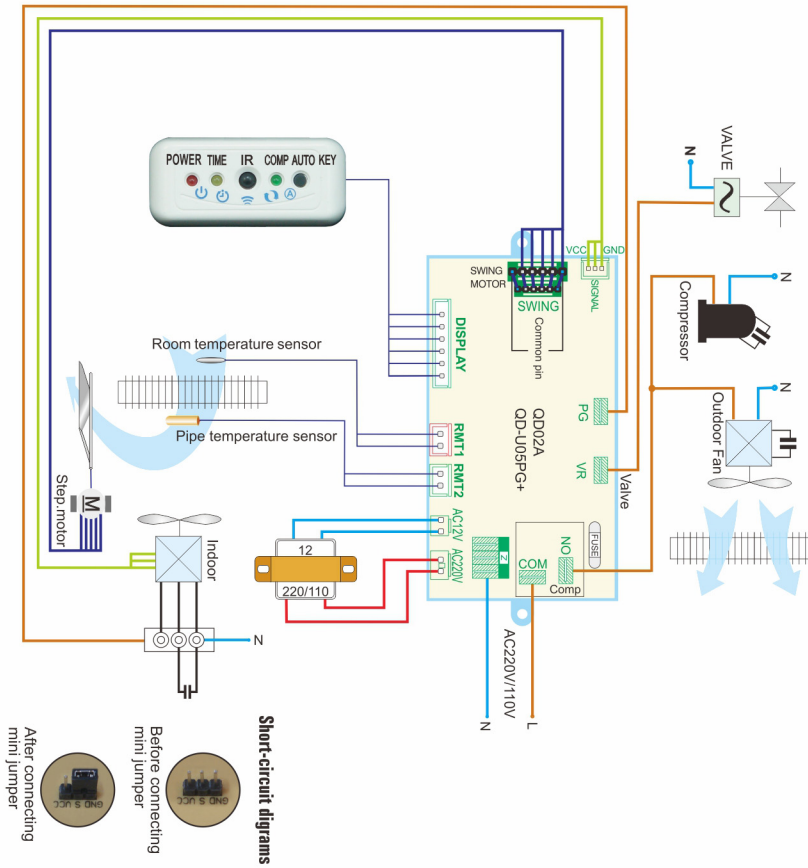 POWER TIME IR COMP AUTO KEY
VALVE
N
VCC
GND
SIGNAL
SWING
MOTOR
SWING
Common pin
DISPLAY
Compressor
N
Room temperature sensor
Pipe temperature sensor
RMT1
RMT2
QD02A
QD-U05PG+
PG
VR
Valve
Outdoor Fan
N
Step.motor
M
Indoor
12
220/110
AC12V
AC220V
N
COM
NO
Comp
FUSE
AC220V/110V
N
L
N
Short-circuit digrams
Before connecting
mini jumper
GND S VCC
After connecting
mini jumper
GND S VCC
A